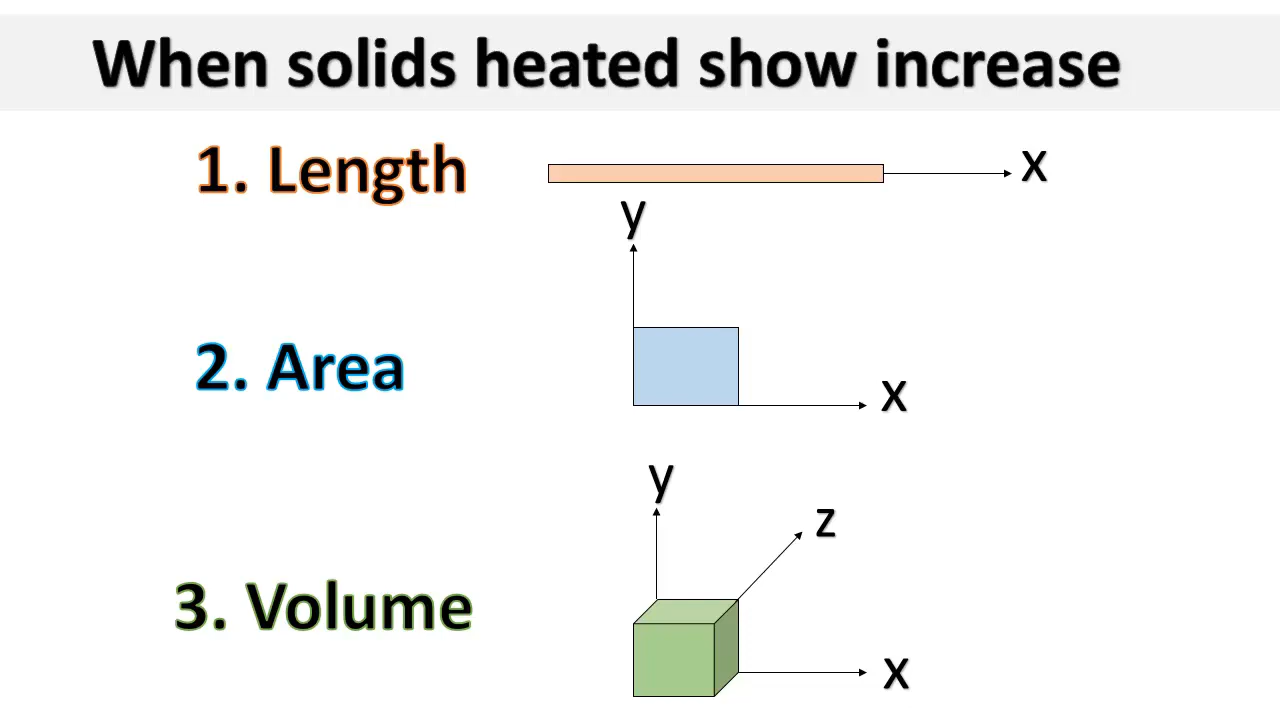 When solids heated show increase
1. Length
x
y
2. Area
x
y
z
3. Volume
x